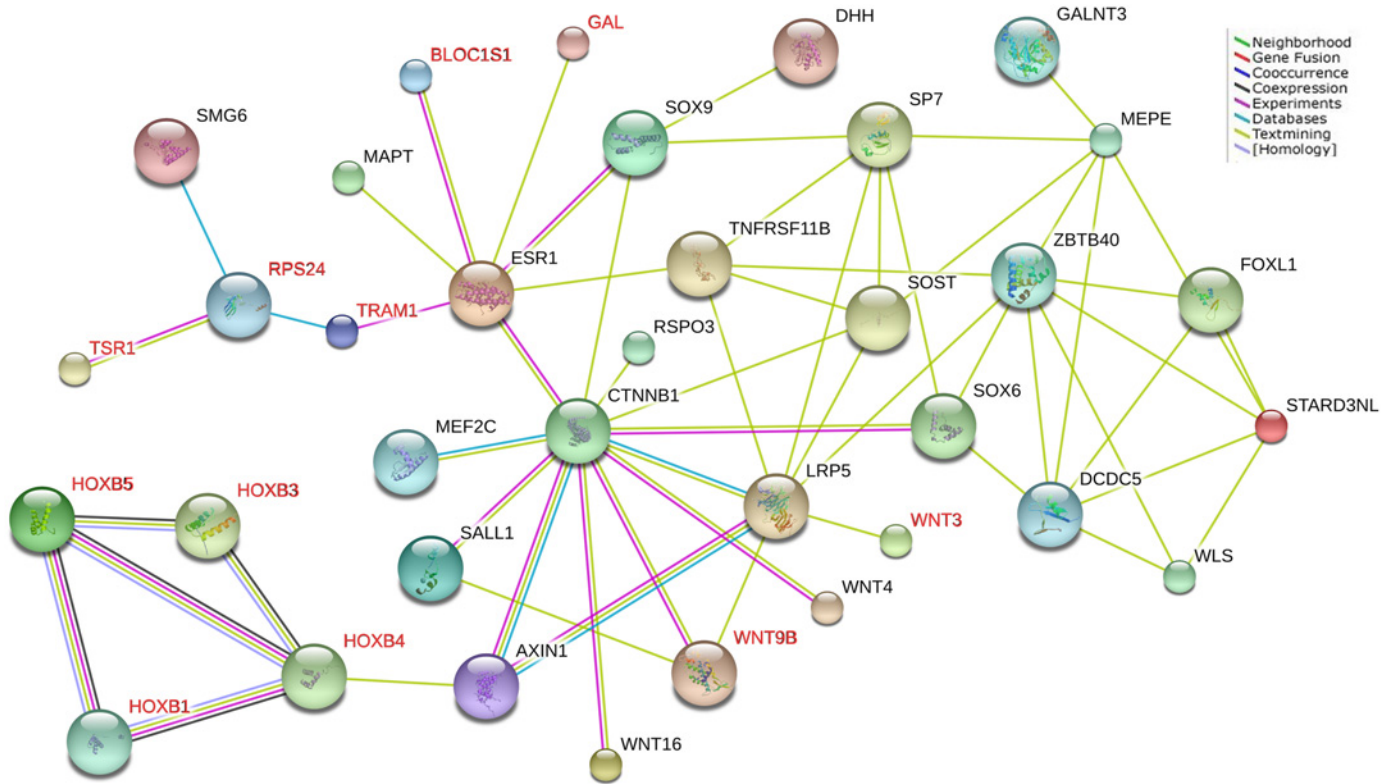 GAL
DHH
GALNT3
BLOC1S1
Neighborhood
Gene Fusion
Cooccurrence
Coexpression
Experiments
Databases
Textmining
[Homology]
SMG6
SOX9
SP7
MEPE
MAPT
TNFRSF11B
ZBTB40
RPS24
ESR1
SOST
FOXL1
TRAM1
RSPO3
TSR1
CTNNB1
SOX6
STARD3NL
MEF2C
LRP5
DCDC5
HOXB5
HOXB3
SALL1
WNT3
WLS
WNT4
HOXB4
AXIN1
WNT9B
HOXB1
WNT16